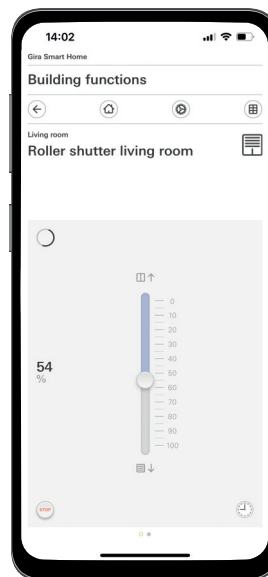 14:02
Gira Smart Home
Building functions
Living room
Roller shutter living room
0
10
20
30
40
50
60
70
80
90
100
54
%
STOP